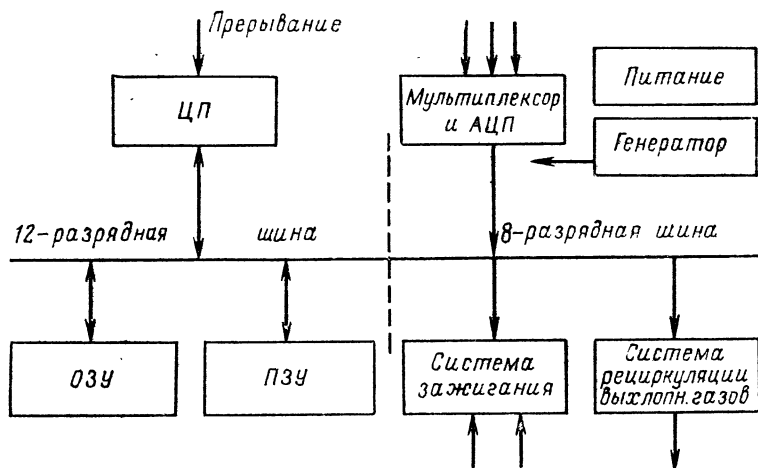 Прерывание
ЦП
Мультиплексор
и АЦП
Питание
Генератор
12-разрядная шина
8-разрядная шина
ОЗУ
ПЗУ
Система
зажигания
Система
рециркуляции
выхлопн. газов